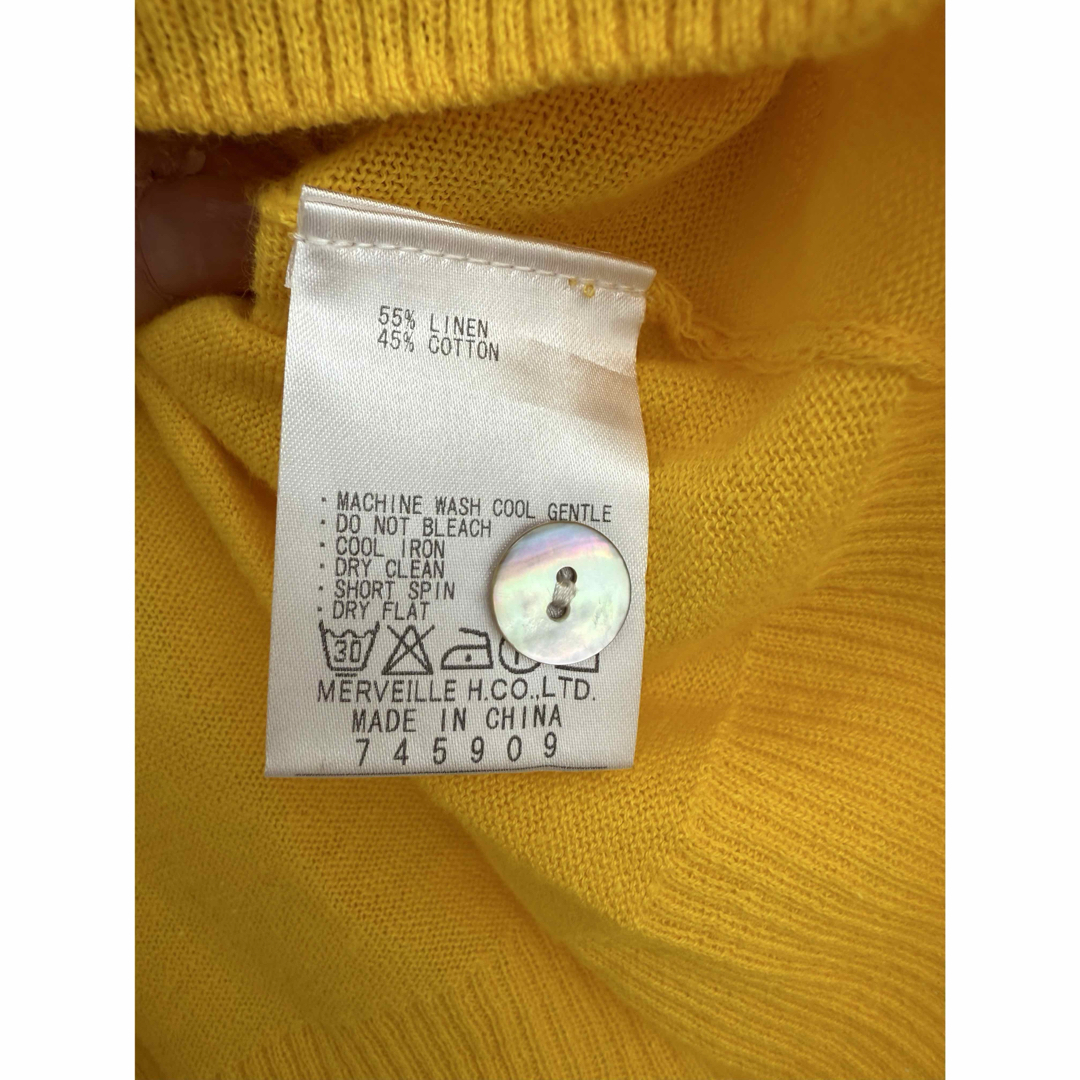 55% LINEN
45% COTTON
・MACHINE WASH COOL GENTLE
・DO NOT BLEACH
・COOL IRON
・DRY CLEAN
・SHORT SPIN
・DRY FLAT
30
MERVEILLE H.CO.,LTD.
MADE IN CHINA
745909